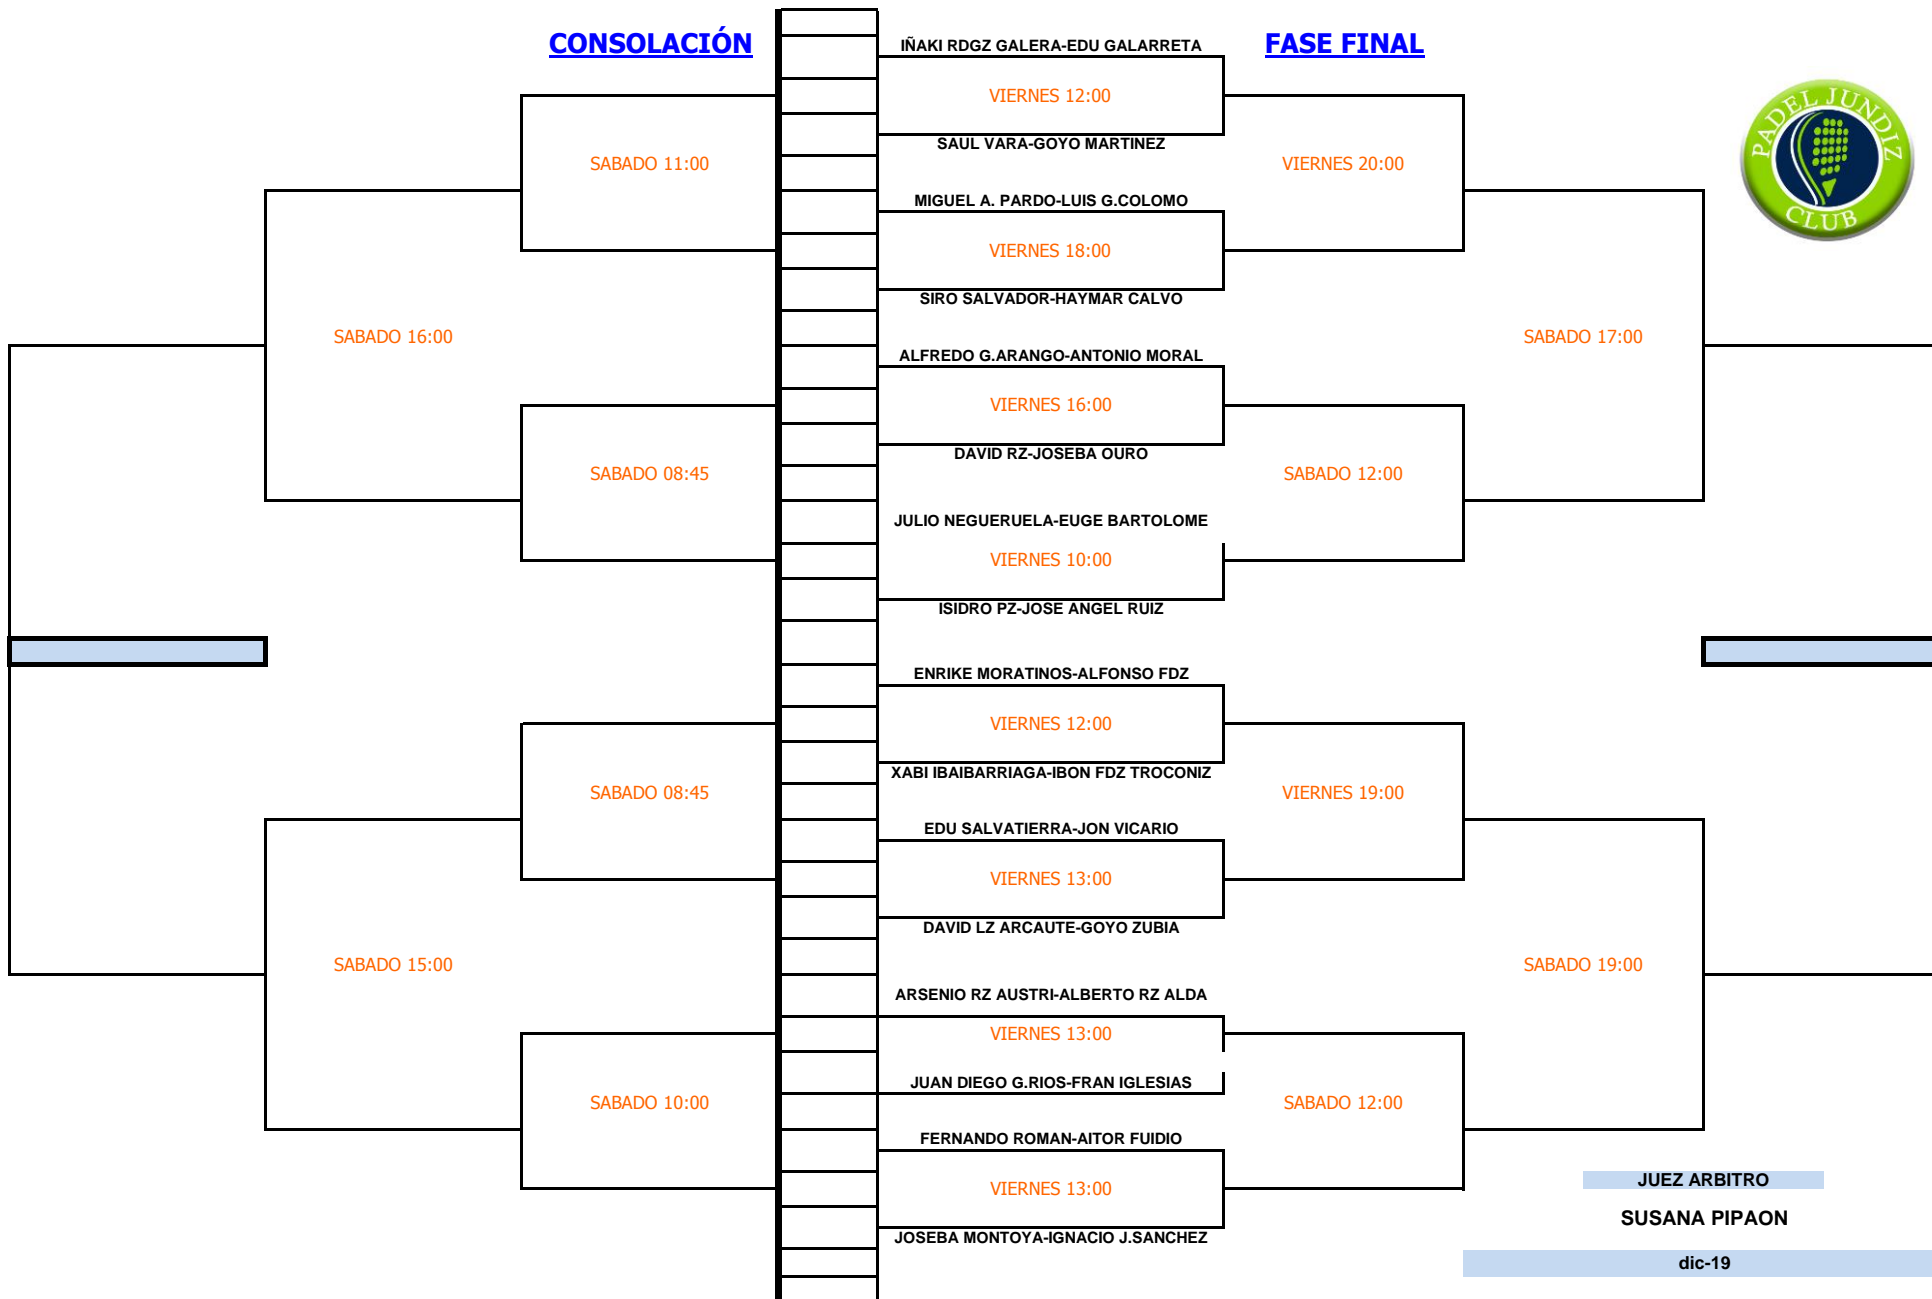 CONSOLACIÓN
FASE FINAL
IÑAKI RDGZ GALERA-EDU GALARRETA
VIERNES 12:00
SAUL VARA-GOYO MARTINEZ
SABADO 11:00
VIERNES 20:00
PADEL JUNDIZ
CLUB
MIGUEL A. PARDO-LUIS G.COLOMO
VIERNES 18:00
SIRO SALVADOR-HAYMAR CALVO
SABADO 16:00
SABADO 17:00
ALFREDO G.ARANGO-ANTONIO MORAL
VIERNES 16:00
DAVID RZ-JOSEBA OURO
SABADO 08:45
SABADO 12:00
JULIO NEGUERUELA-EUGE BARTOLOME
VIERNES 10:00
ISIDRO PZ-JOSE ANGEL RUIZ
ENRIKE MORATINOS-ALFONSO FDZ
VIERNES 12:00
XABI IBAIBARRIAGA-IBON FDZ TROCONIZ
SABADO 08:45
VIERNES 19:00
EDU SALVATIERRA-JON VICARIO
VIERNES 13:00
DAVID LZ ARCAUTE-GOYO ZUBIA
SABADO 15:00
SABADO 19:00
ARSENIO RZ AUSTRI-ALBERTO RZ ALDA
VIERNES 13:00
JUAN DIEGO G.RIOS-FRAN IGLESIAS
SABADO 10:00
SABADO 12:00
FERNANDO ROMAN-AITOR FUIDIO
VIERNES 13:00
JOSEBA MONTOYA-IGNACIO J.SANCHEZ
JUEZ ARBITRO
SUSANA PIPAON
dic-19